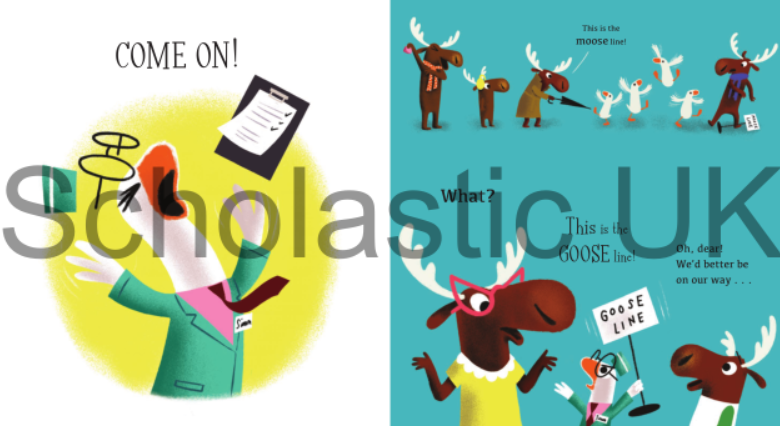 COME ON!
Simon
This is the
moose line!
What?
This is the
GOOSE line!
Oh, dear!
We'd better be
on our way . . .
GOOSE
LINE
Scholastic UK